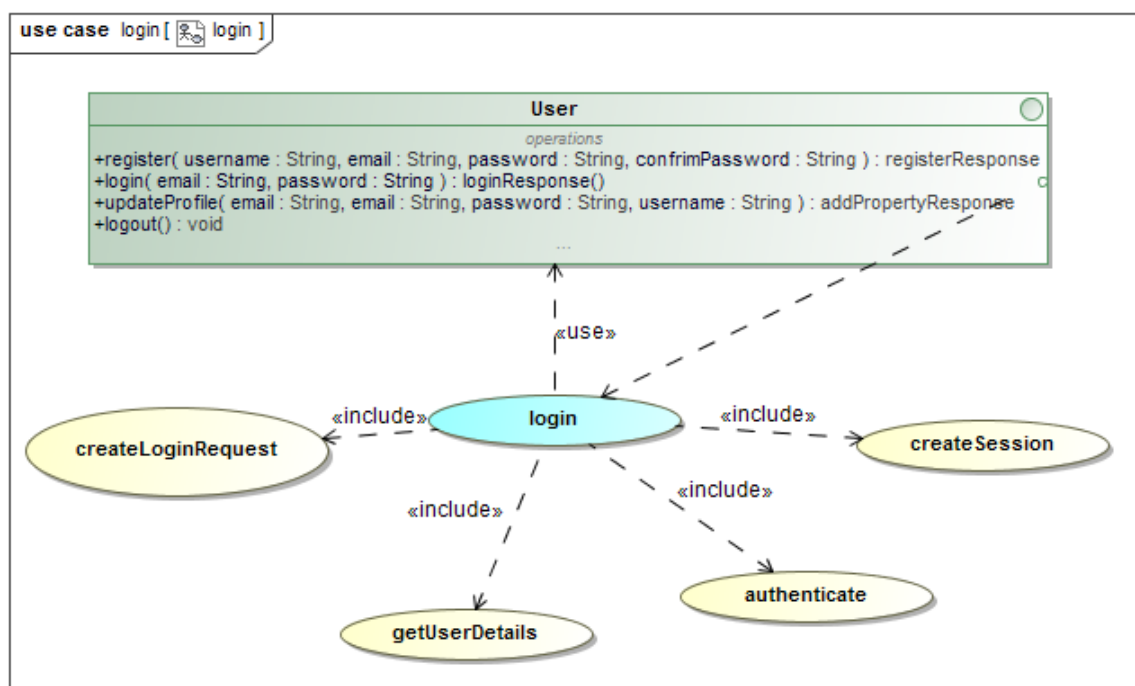 use case login [ login ]
User
operations
+register( username : String, email : String, password : String, confrimPassword : String ) : registerResponse
+login( email : String, password : String ) : loginResponse()
+updateProfile( email : String, email : String, password : String, username : String ) : addPropertyResponse
+logout() : void
...
«use»
«include»
login
«include»
createLoginRequest
createSession
«include»
«include»
authenticate
getUserDetails